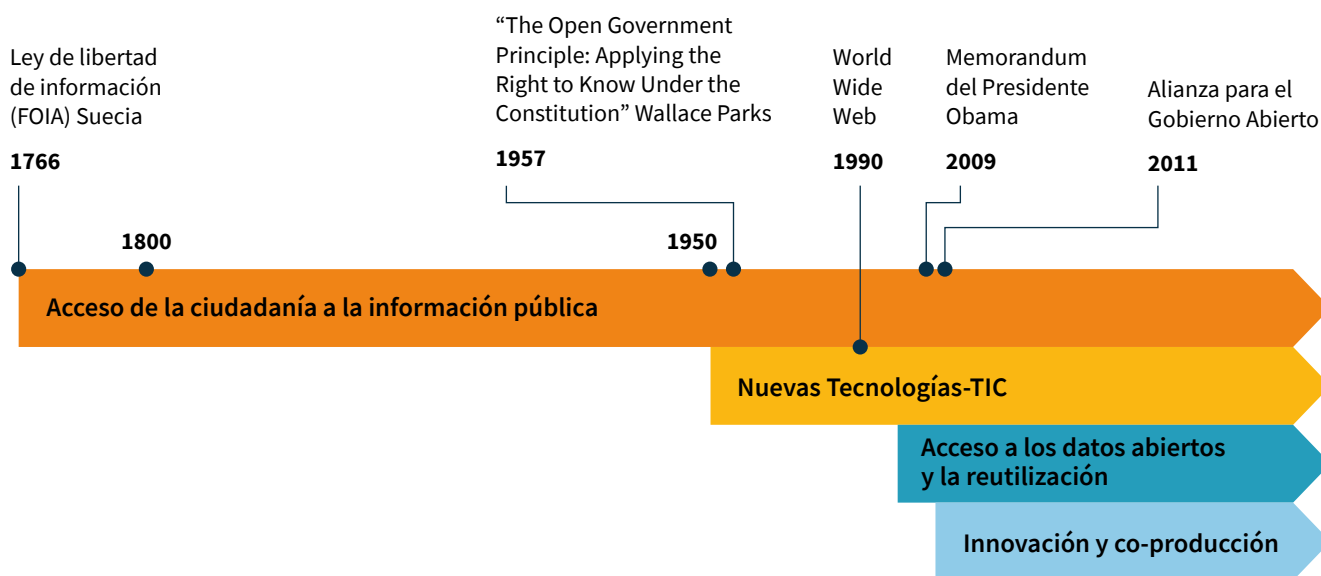 Ley de libertad
de información
(FOIA) Suecia
1766
“The Open Government
Principle: Applying the
Right to Know Under the
Constitution” Wallace Parks
1957
World
Wide
Web
1990
Memorandum
del Presidente
Obama
2009
Alianza para el
Gobierno Abierto
2011
1800
1950
Acceso de la ciudadanía a la información pública
Nuevas Tecnologías-TIC
Acceso a los datos abiertos
y la reutilización
Innovación y co-producción